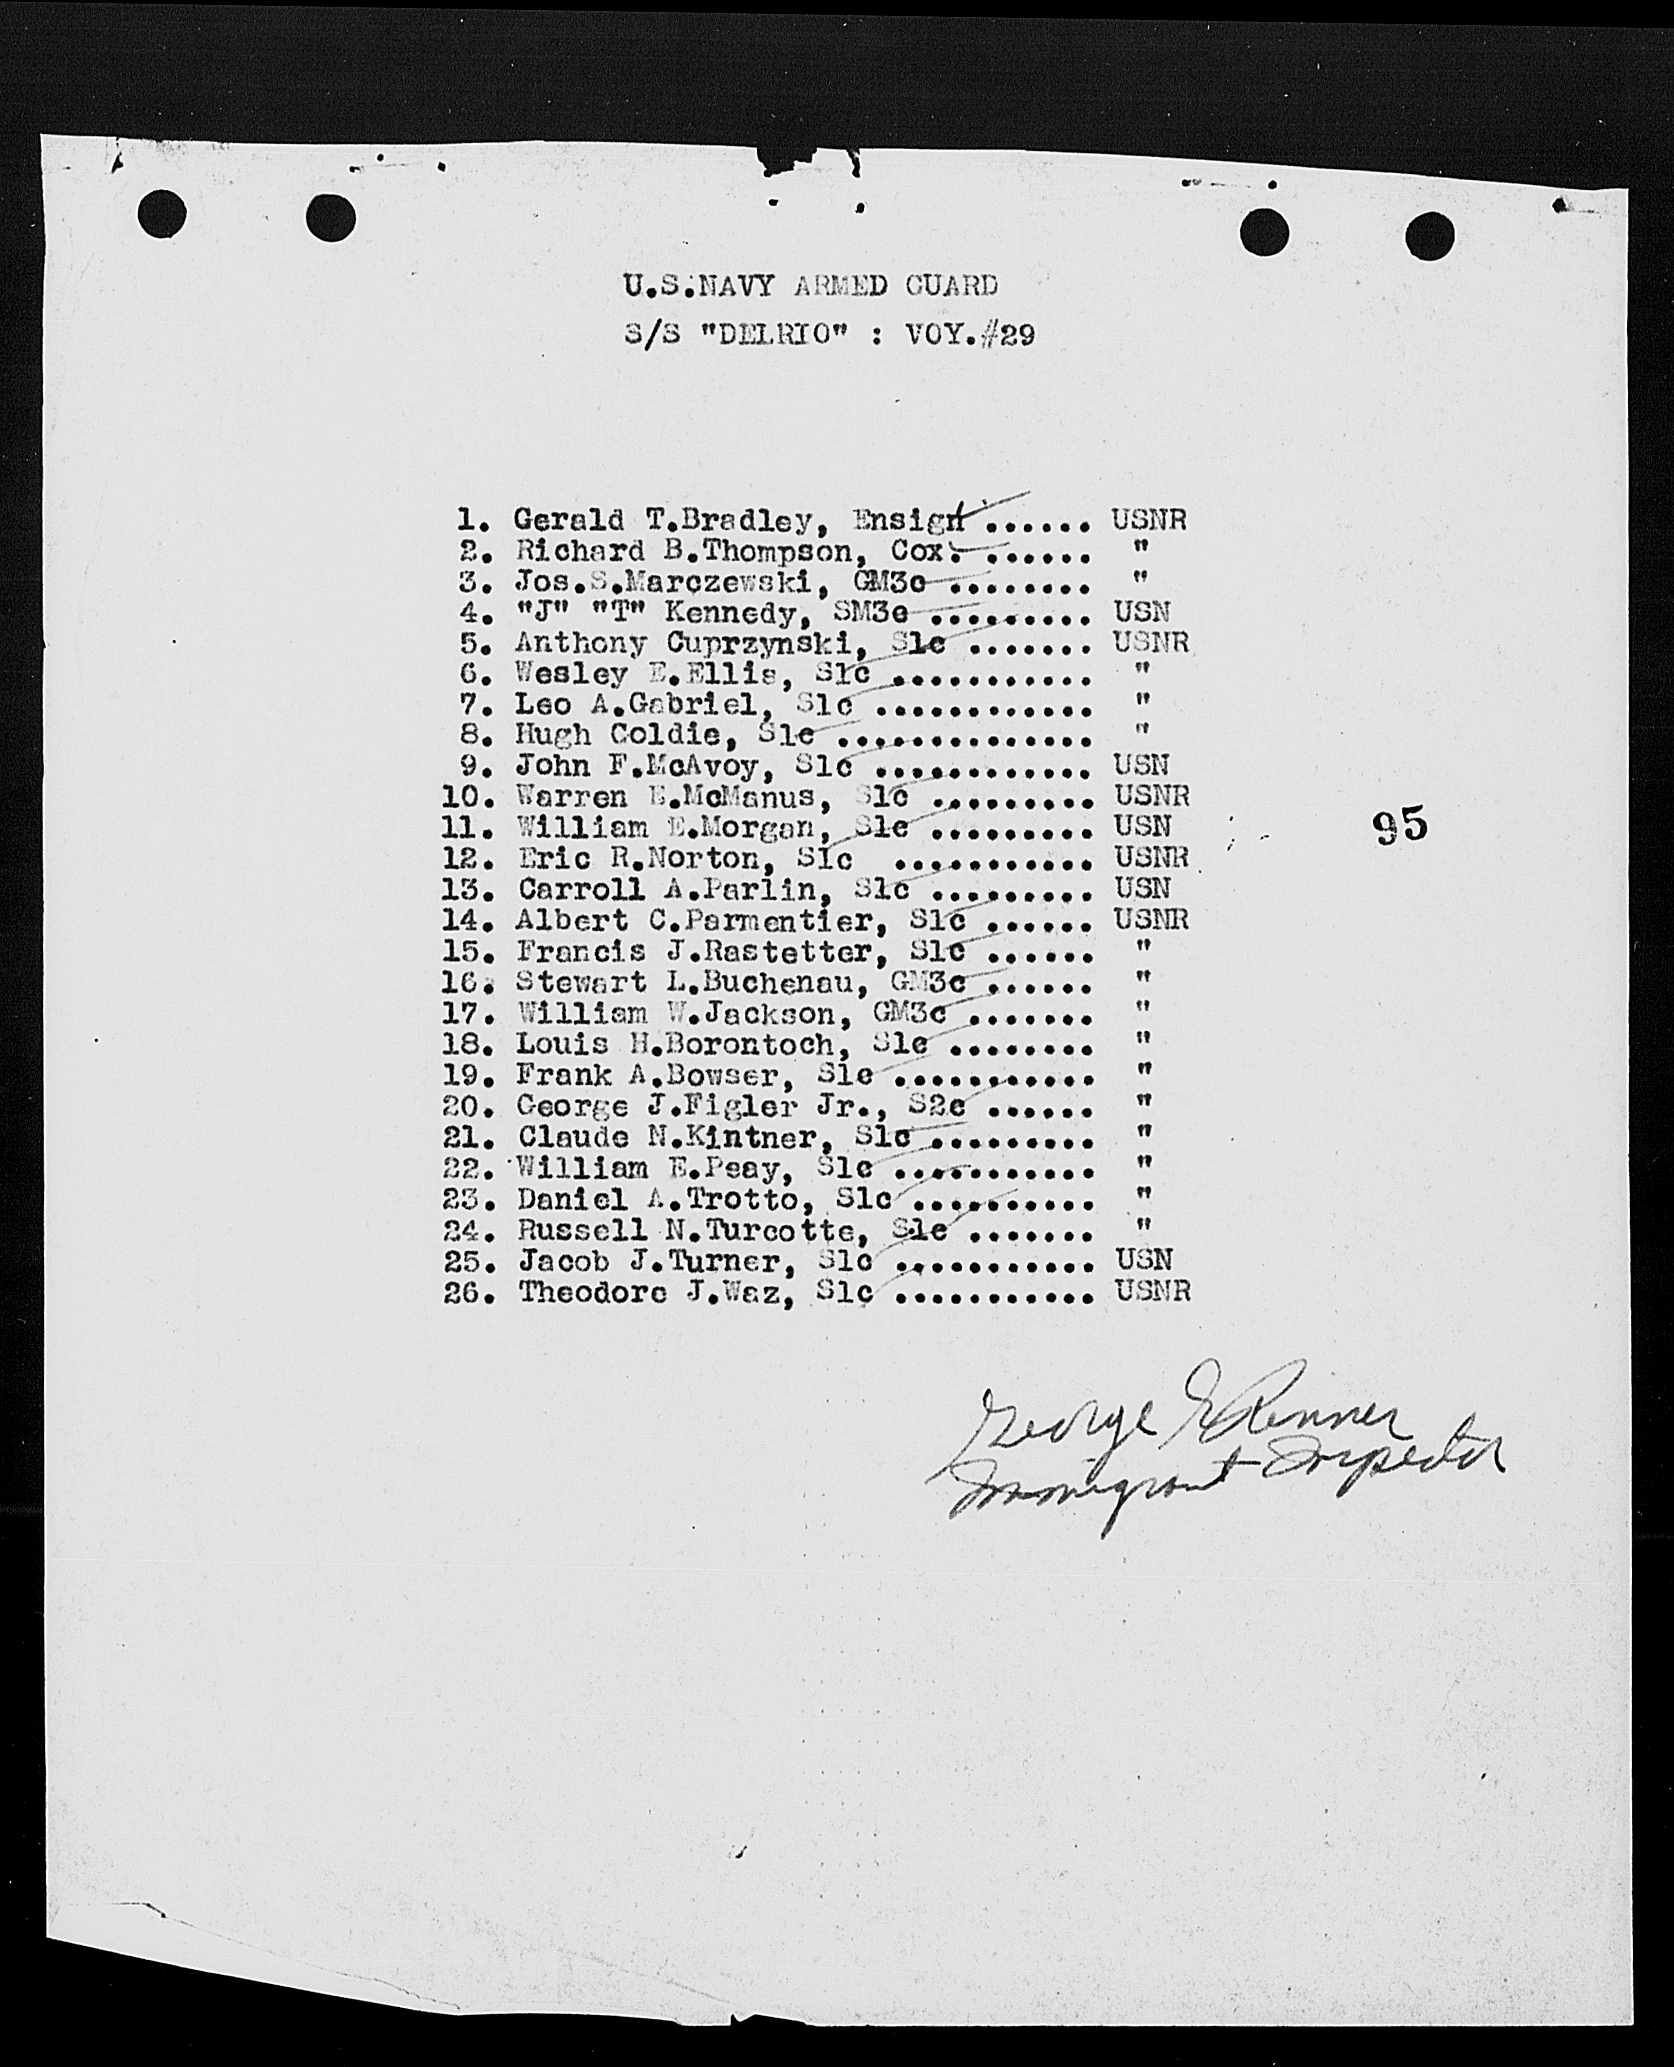 U.S.NAVY ARMED GUARD
S/S "DELRIO" : VOY.#29
1. Gerald T.Bradley, Ensign ...... USNR
2. Richard B.Thompson, Cox. ...... "
3. Jos.S.Marczewski, GM3c ........ "
4. "J" "T" Kennedy, SM3c ......... USN
5. Anthony Cuprzynski, S1c ....... USNR
6. Wesley E.Ellis, S1c ........... "
7. Leo A.Gabriel, S1c ............ "
8. Hugh Goldie, S1c .............. "
9. John F.McAvoy, S1c ............ USN
10. Warren E.McManus, S1c ......... USNR
11. William E.Morgan, S1c ......... USN
12. Eric R.Norton, S1c ........... USNR
13. Carroll A.Parlin, S1c ......... USN
14. Albert C.Parmentier, S1c ...... USNR
15. Francis J.Rastetter, S1c ...... "
16. Stewart L.Buchenau, GM3c ...... "
17. William W.Jackson, GM3c ....... "
18. Louis H.Borontoch, S1c ........ "
19. Frank A.Bowser, S1c ........... "
20. George J.Figler Jr., S2c ...... "
21. Claude N.Kintner, S1c ......... "
22. William E.Peay, S1c ........... "
23. Daniel A.Trotto, S1c .......... "
24. Russell N.Turcotte, S1c ....... "
25. Jacob J.Turner, S1c ........... USN
26. Theodore J.Waz, S1c ........... USNR
95
George E Renner
Immigrant Inspector